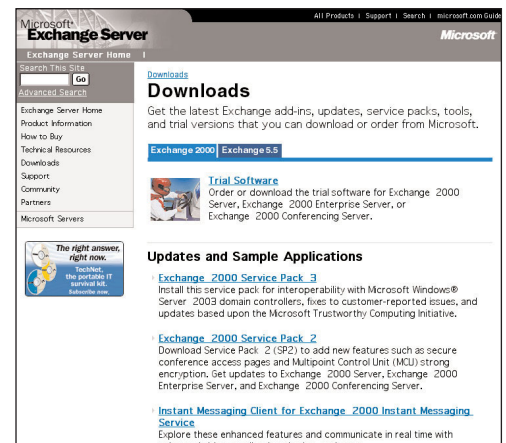 All Products | Support | Search | microsoft.com Guide
Microsoft
Exchange Server
Microsoft
Exchange Server Home |
Search This Site
Go
Advanced Search
Exchange Server Home
Product Information
How to Buy
Technical Resources
Downloads
Support
Community
Partners
Microsoft Servers
The right answer,
right now.
TechNet,
the portable IT
survival kit.
Subscribe now.
Downloads
Downloads
Get the latest Exchange add-ins, updates, service packs, tools,
and trial versions that you can download or order from Microsoft.
Exchange 2000 Exchange 5.5
Trial Software
Order or download the trial software for Exchange 2000
Server, Exchange 2000 Enterprise Server, or
Exchange 2000 Conferencing Server.
Updates and Sample Applications
Exchange 2000 Service Pack 3
Install this service pack for interoperability with Microsoft Windows®
Server 2003 domain controllers, fixes to customer-reported issues, and
updates based upon the Microsoft Trustworthy Computing Initiative.
Exchange 2000 Service Pack 2
Download Service Pack 2 (SP2) to add new features such as secure
conference access pages and Multipoint Control Unit (MCU) strong
encryption. Get updates to Exchange 2000 Server, Exchange 2000
Enterprise Server, and Exchange 2000 Conferencing Server.
Instant Messaging Client for Exchange 2000 Instant Messaging
Service
Explore these enhanced features and communicate in real time with